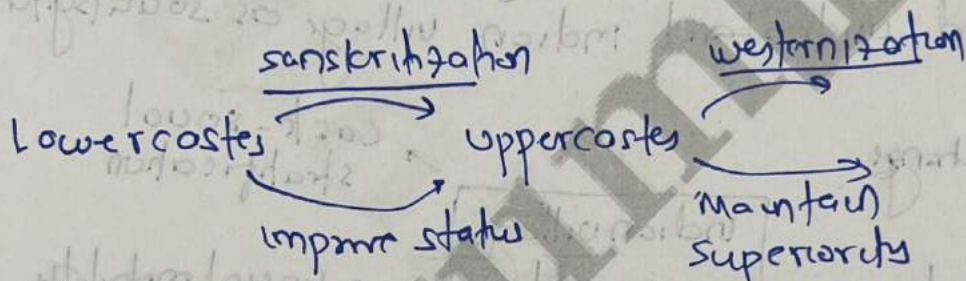 sanskritization westernization
Lowercastes uppercastes
improve status Maintain
superiority